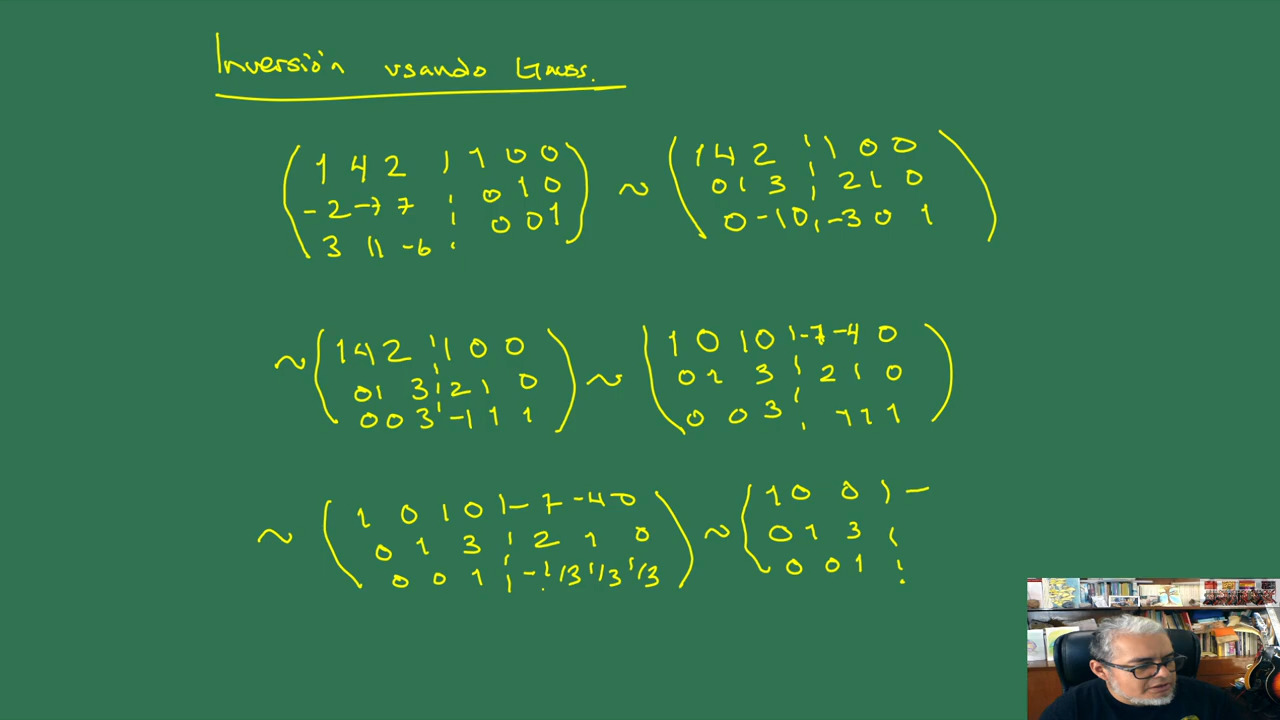 Inversión usando Gauss.
1 4 2 | 1 0 0
-2 -7 7 | 0 1 0
3 11 -6 | 0 0 1
~
1 4 2 | 1 0 0
0 1 3 | 2 1 0
0 -1 0 | -3 0 1
~
1 4 2 | 1 0 0
0 1 3 | 2 1 0
0 0 3 | -1 1 1
~
1 0 10 | -7 -4 0
0 1 3 | 2 1 0
0 0 3 | -1 1 1
~
1 0 10 | -7 -4 0
0 1 3 | 2 1 0
0 0 1 | -1/3 1/3 1/3
~
1 0 0 | -
0 1 3 |
0 0 1 |